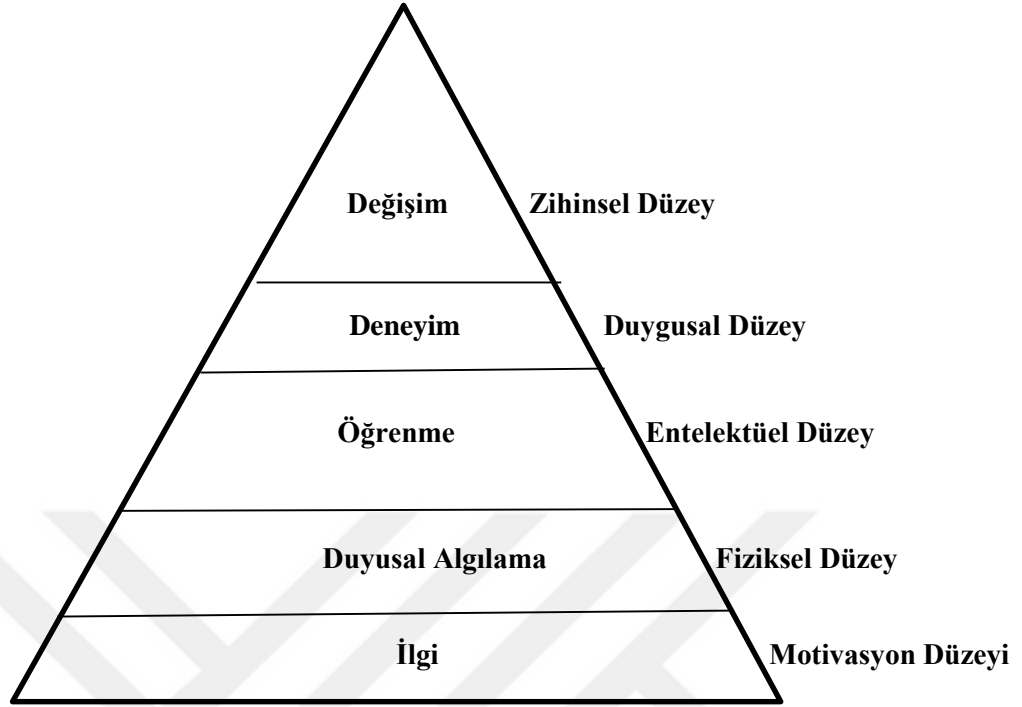 Değişim Zihinsel Düzey
Deneyim Duygusal Düzey
Öğrenme Entelektüel Düzey
Duyusal Algılama Fiziksel Düzey
İlgi Motivasyon Düzeyi